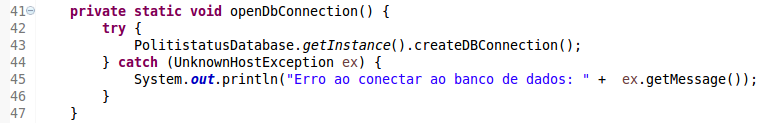 41 private static void openDbConnection() {
42 try {
43 PolitistatusDatabase.getInstance().createDBConnection();
44 } catch (UnknownHostException ex) {
45 System.out.println("Erro ao conectar ao banco de dados: " +  ex.getMessage());
46 }
47 }